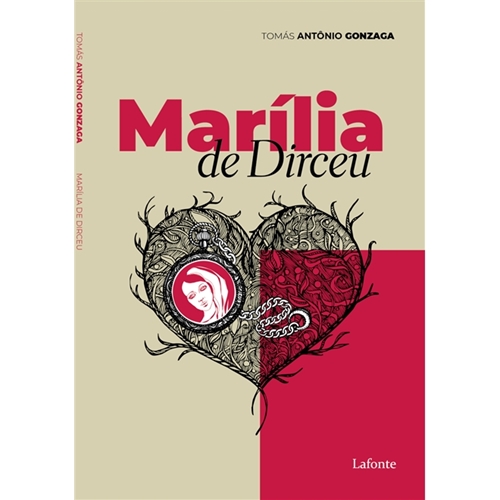 TOMÁS ANTÔNIO GONZAGA
MARÍLIA DE DIRCEU
TOMÁS ANTÔNIO GONZAGA
Marília
de Dirceu
Lafonte